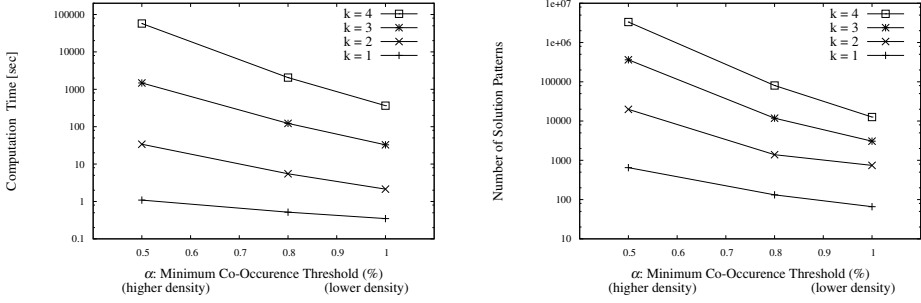 Computation Time [sec]
100000
10000
1000
100
10
1
0.1
k = 4
k = 3
k = 2
k = 1
0.5 0.6 0.7 0.8 0.9 1
α: Minimum Co-Occurence Threshold (%)
(higher density) (lower density)
Number of Solution Patterns
1e+07
1e+06
100000
10000
1000
100
10
k = 4
k = 3
k = 2
k = 1
0.5 0.6 0.7 0.8 0.9 1
α: Minimum Co-Occurence Threshold (%)
(higher density) (lower density)